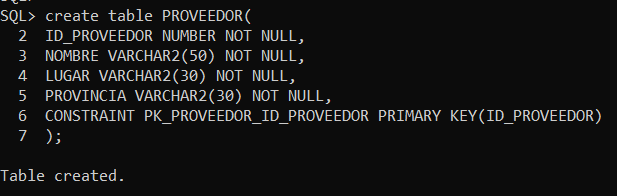 SQL> create table PROVEEDOR(
  2  ID_PROVEEDOR NUMBER NOT NULL,
  3  NOMBRE VARCHAR2(50) NOT NULL,
  4  LUGAR VARCHAR2(30) NOT NULL,
  5  PROVINCIA VARCHAR2(30) NOT NULL,
  6  CONSTRAINT PK_PROVEEDOR_ID_PROVEEDOR PRIMARY KEY(ID_PROVEEDOR)
  7  );
Table created.